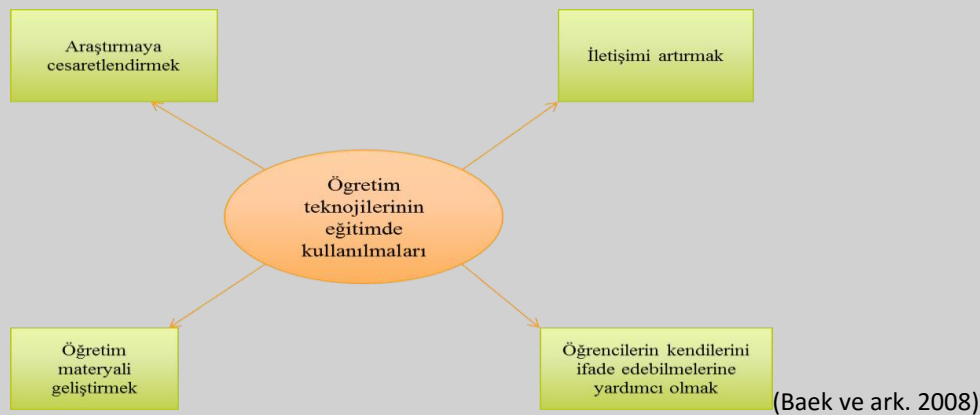 Araştırmaya
cesaretlendirmek
İletişimi artırmak
Ögretim
teknojilerinin
eğitimde
kullanılmaları
Öğretim
materyali
geliştirmek
Öğrencilerin kendilerini
ifade edebilmelerine
yardımcı olmak
(Baek ve ark. 2008)